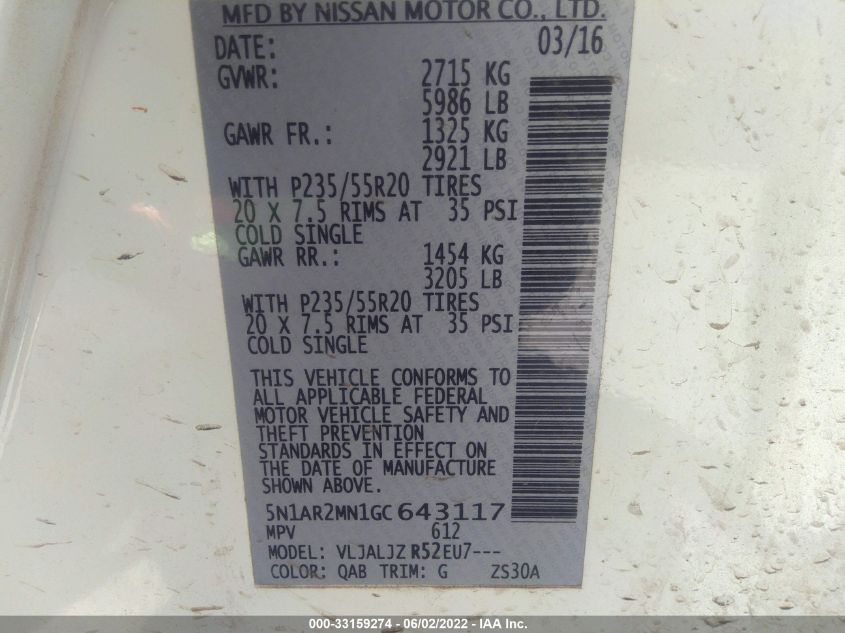 MFD BY NISSAN MOTOR CO., LTD.
DATE: 03/16
GVWR: 2715 KG
5986 LB
GAWR FR.: 1325 KG
2921 LB
WITH P235/55R20 TIRES
20 X 7.5 RIMS AT 35 PSI
COLD SINGLE
GAWR RR.: 1454 KG
3205 LB
WITH P235/55R20 TIRES
20 X 7.5 RIMS AT 35 PSI
COLD SINGLE
THIS VEHICLE CONFORMS TO
ALL APPLICABLE FEDERAL
MOTOR VEHICLE SAFETY AND
THEFT PREVENTION
STANDARDS IN EFFECT ON
THE DATE OF MANUFACTURE
SHOWN ABOVE.
5N1AR2MN1GC643117
MPV 612
MODEL: VLJALJZ R52EU7---
COLOR: QAB TRIM: G ZS30A
000-33159274 - 06/02/2022 - IAA Inc.